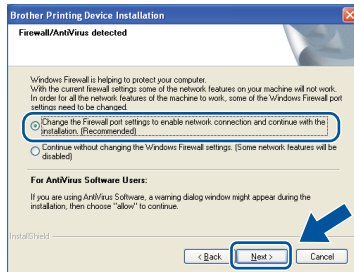 Brother Printing Device Installation
Firewall/AntiVirus detected
Windows Firewall is helping to protect your computer.
With the current firewall settings some of the network features on your machine will not work.
In order for all the network features of the machine to work, some of the Windows Firewall port
settings need to be changed.
Change the Firewall port settings to enable network connection and continue with the
installation. (Recommended)
Continue without changing the Windows Firewall settings. (Some network features will be
disabled)
For AntiVirus Software Users:
If you are using AntiVirus Software, a warning dialog window might appear during the
installation, then choose "allow" to continue.
InstallShield
< Back
Next >
Cancel